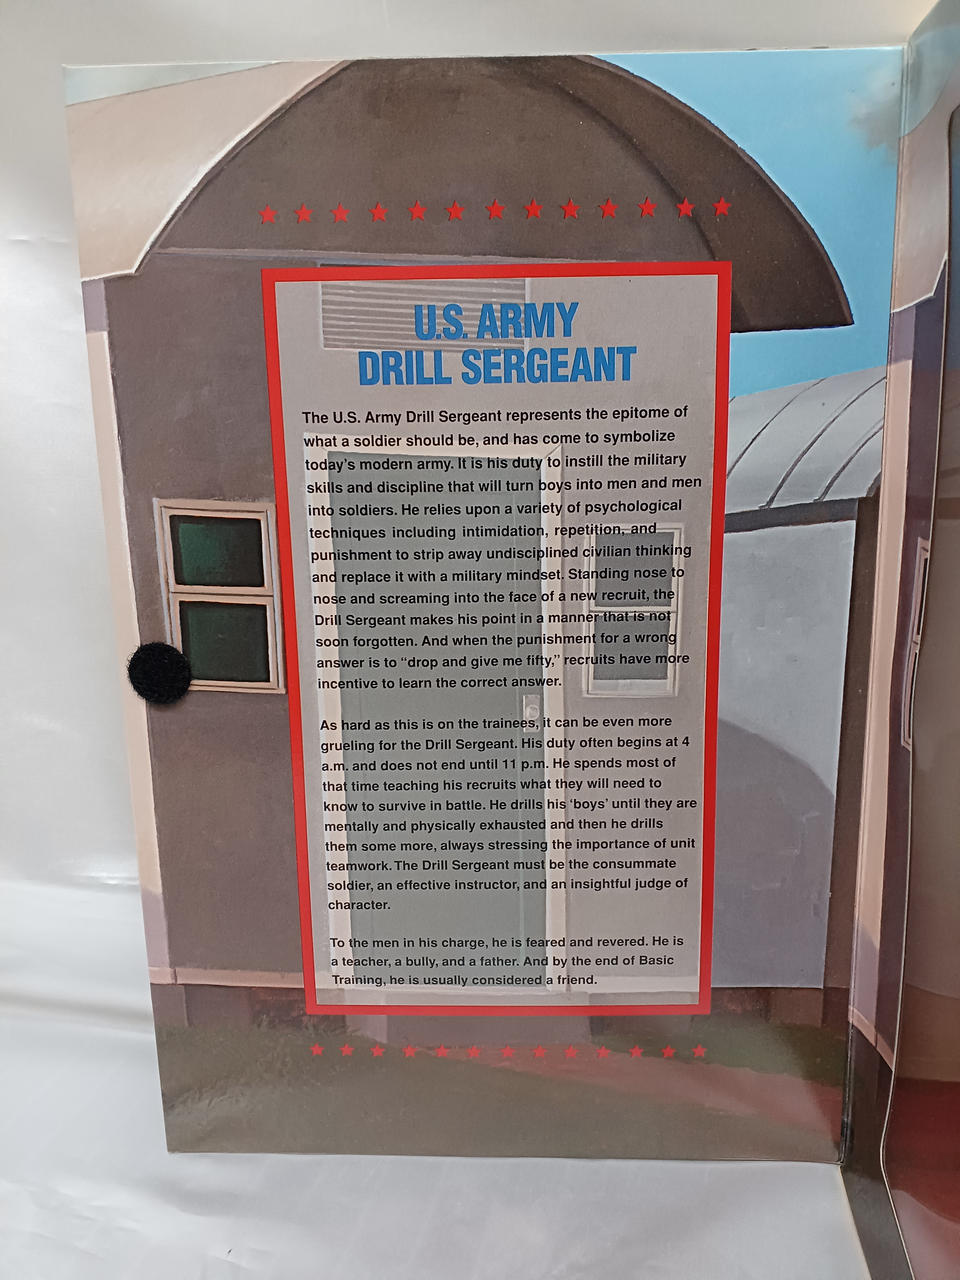 U.S. ARMY
DRILL SERGEANT
The U.S. Army Drill Sergeant represents the epitome of
what a soldier should be, and has come to symbolize
today's modern army. It is his duty to instill the military
skills and discipline that will turn boys into men and men
into soldiers. He relies upon a variety of psychological
techniques including intimidation, repetition, and
punishment to strip away undisciplined civilian thinking
and replace it with a military mindset. Standing nose to
nose and screaming into the face of a new recruit, the
Drill Sergeant makes his point in a manner that is not
soon forgotten. And when the punishment for a wrong
answer is to “drop and give me fifty,” recruits have more
incentive to learn the correct answer.
As hard as this is on the trainees, it can be even more
grueling for the Drill Sergeant. His duty often begins at 4
a.m. and does not end until 11 p.m. He spends most of
that time teaching his recruits what they will need to
know to survive in battle. He drills his ‘boys’ until they are
mentally and physically exhausted and then he drills
them some more, always stressing the importance of unit
teamwork. The Drill Sergeant must be the consummate
soldier, an effective instructor, and an insightful judge of
character.
To the men in his charge, he is feared and revered. He is
a teacher, a bully, and a father. And by the end of Basic
Training, he is usually considered a friend.